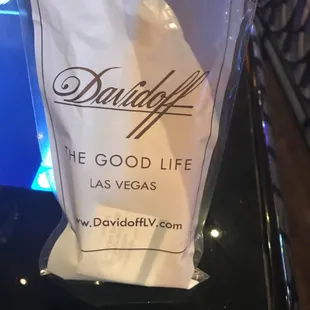 Davidoff
THE GOOD LIFE
LAS VEGAS
www.DavidoffLV.com